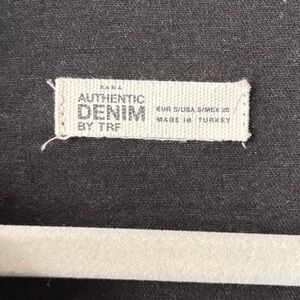 ZARA
AUTHENTIC
DENIM
BY TRF
EUR S/USA S/MEX 26
MADE IN TURKEY